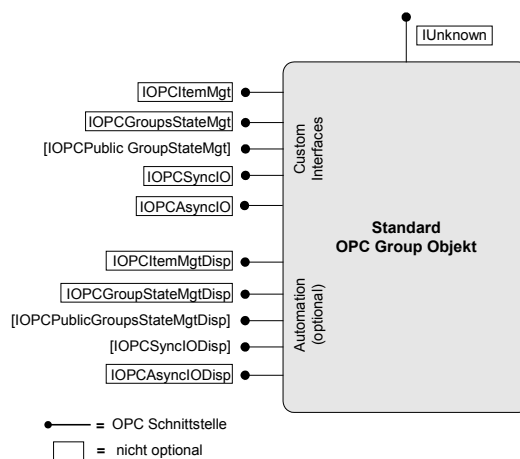 IUnknown
IOPCItemMgt
IOPCGroupsStateMgt
[IOPCPublic GroupStateMgt]
IOPCSyncIO
IOPCAsyncIO
Custom
Interfaces
Standard
OPC Group Objekt
IOPCItemMgtDisp
IOPCGroupStateMgtDisp
[IOPCPublicGroupsStateMgtDisp]
[IOPCSyncIODisp]
IOPCAsyncIODisp
Automation
(optional)
= OPC Schnittstelle
= nicht optional